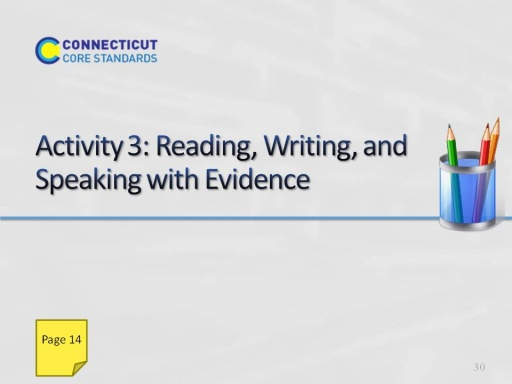 CONNECTICUT
CORE STANDARDS
Activity 3: Reading, Writing, and
Speaking with Evidence
Page 14
30